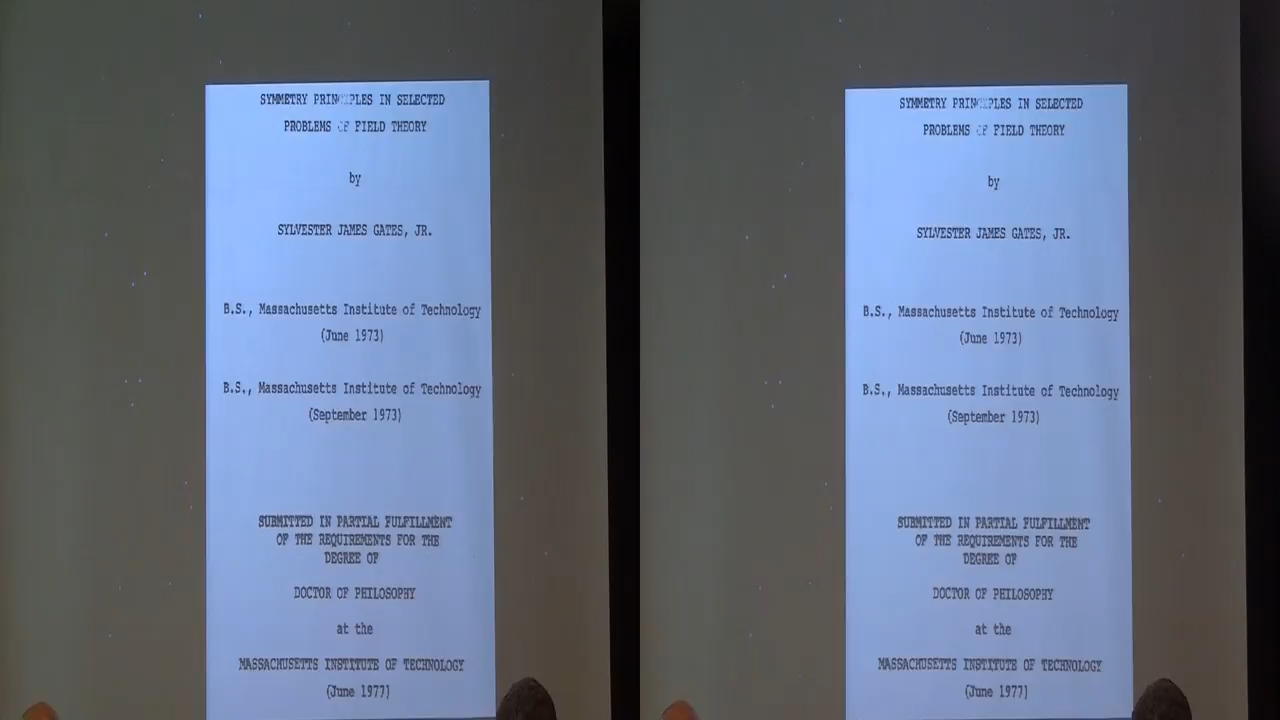 SYMMETRY PRINCIPLES IN SELECTED
PROBLEMS OF FIELD THEORY
by
SYLVESTER JAMES GATES, JR.
B.S., Massachusetts Institute of Technology
(June 1973)
B.S., Massachusetts Institute of Technology
(September 1973)
SUBMITTED IN PARTIAL FULFILLMENT
OF THE REQUIREMENTS FOR THE
DEGREE OF
DOCTOR OF PHILOSOPHY
at the
MASSACHUSETTS INSTITUTE OF TECHNOLOGY
(June 1977)
SYMMETRY PRINCIPLES IN SELECTED
PROBLEMS OF FIELD THEORY
by
SYLVESTER JAMES GATES, JR.
B.S., Massachusetts Institute of Technology
(June 1973)
B.S., Massachusetts Institute of Technology
(September 1973)
SUBMITTED IN PARTIAL FULFILLMENT
OF THE REQUIREMENTS FOR THE
DEGREE OF
DOCTOR OF PHILOSOPHY
at the
MASSACHUSETTS INSTITUTE OF TECHNOLOGY
(June 1977)